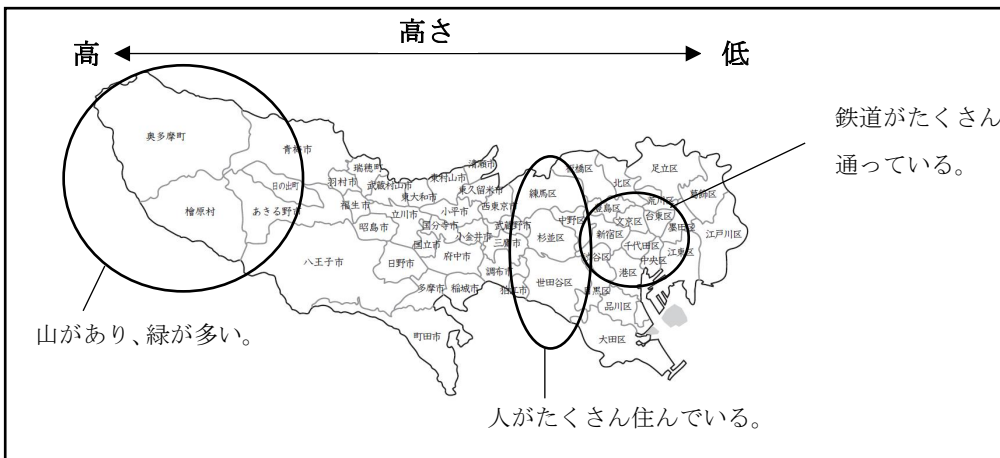 高さ
高
低
鉄道がたくさん
通っている。
奥多摩町
青梅市
瑞穂町
清瀬市
板橋区
足立区
日の出町
羽村市
武蔵村山市
東村山市
東久留米市
練馬区
北区
葛飾区
檜原村
あきる野市
福生市
東大和市
立川市
小平市
西東京市
豊島区
文京区
荒川区
台東区
墨田区
昭島市
国分寺市
小金井市
武蔵野市
中野区
杉並区
新宿区
千代田区
江戸川区
八王子市
日野市
国立市
府中市
三鷹市
渋谷区
中央区
江東区
多摩市
稲城市
調布市
狛江市
世田谷区
港区
目黒区
品川区
町田市
大田区
山があり、緑が多い。
人がたくさん住んでいる。